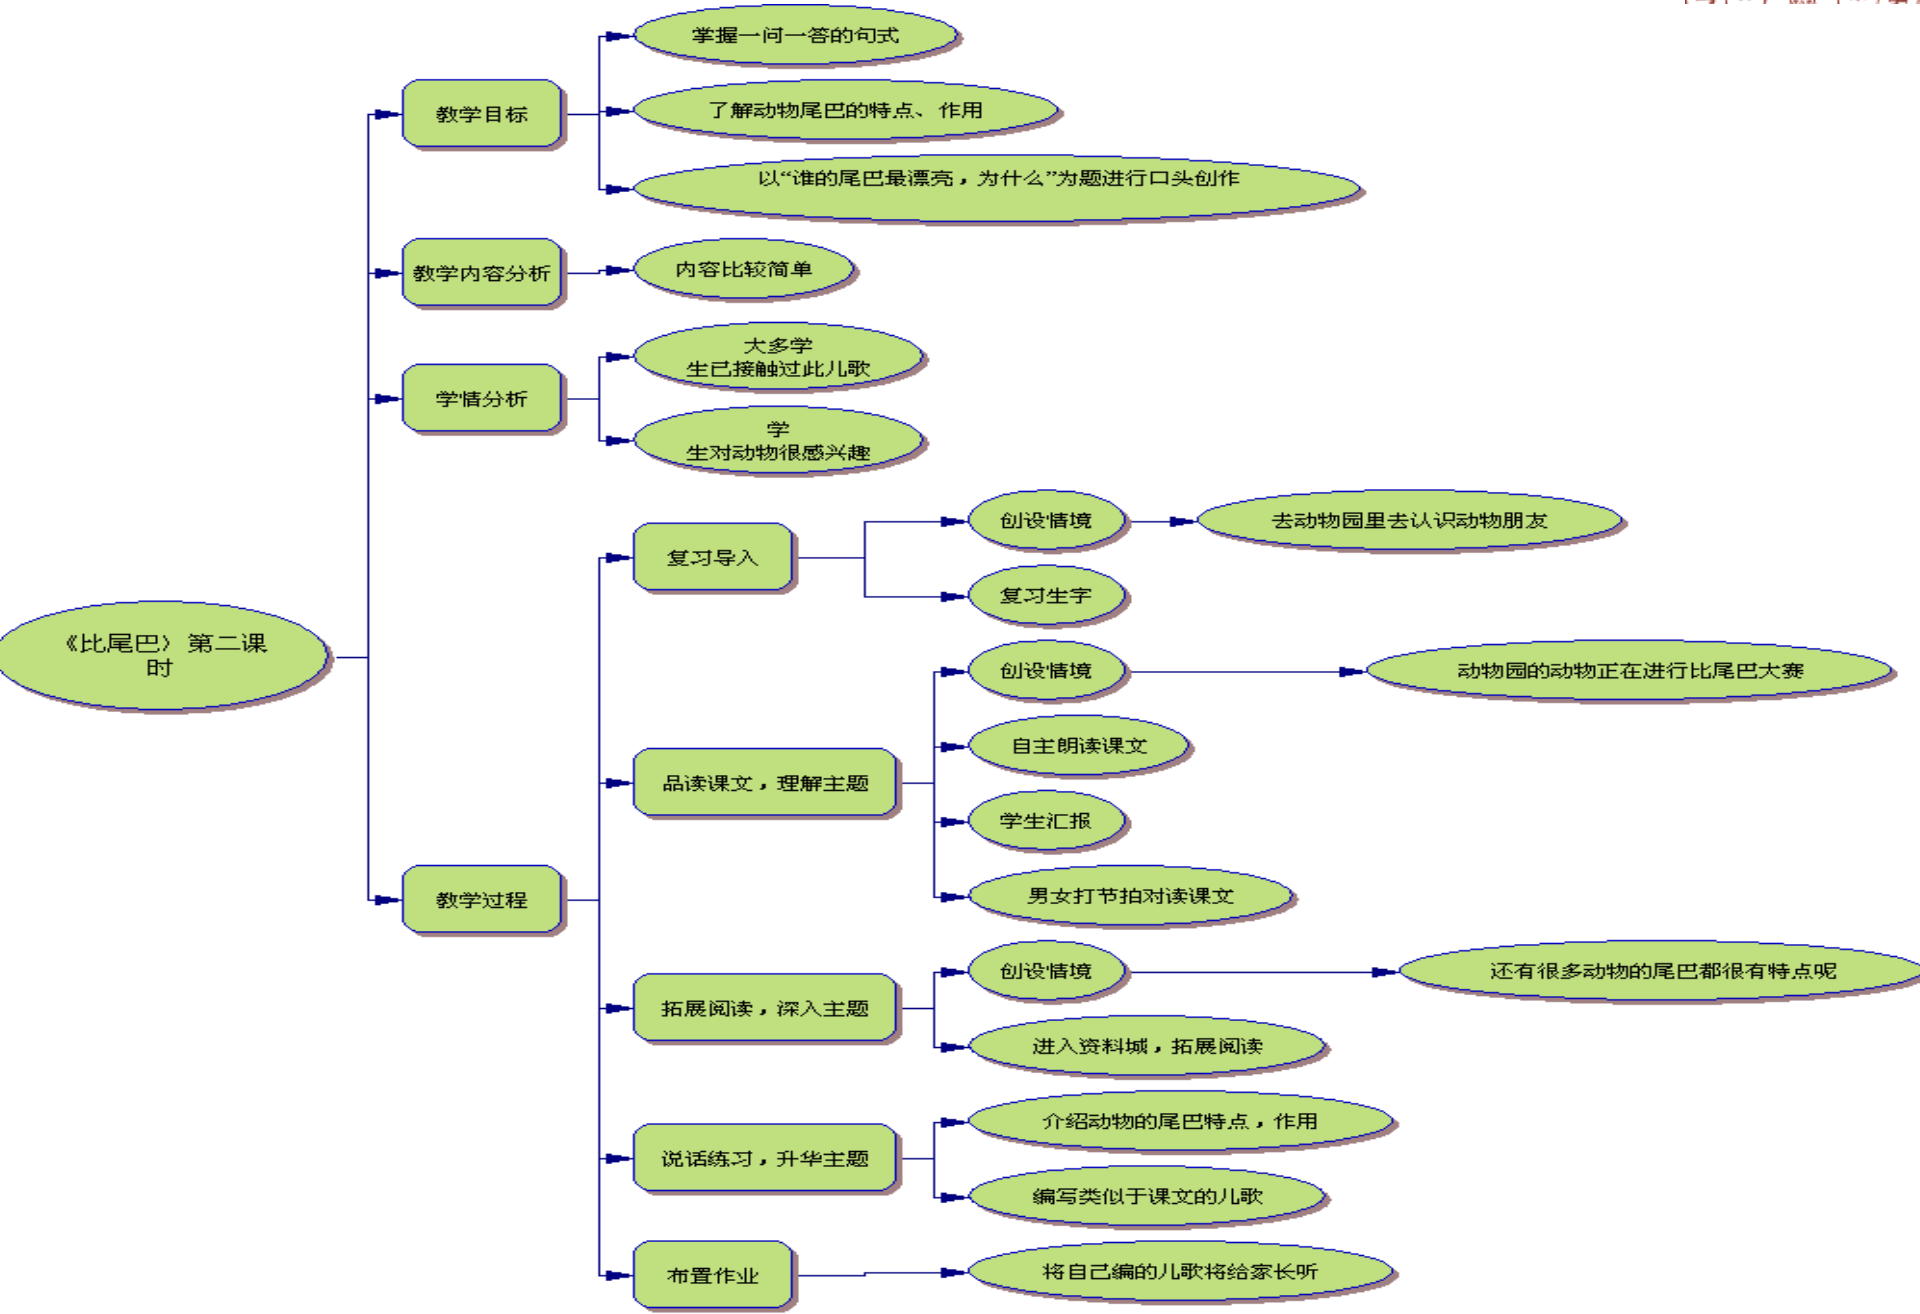 掌握一问一答的句式
教学目标
了解动物尾巴的特点、作用
以“谁的尾巴最漂亮，为什么”为题进行口头创作
教学内容分析
内容比较简单
大多学
生已接触过此儿歌
学情分析
学
生对动物很感兴趣
复习导入
创设情境
去动物园里去认识动物朋友
复习生字
《比尾巴》第二课
时
创设情境
动物园的动物正在进行比尾巴大赛
自主朗读课文
品读课文，理解主题
学生汇报
男女打节拍对读课文
教学过程
创设情境
还有很多动物的尾巴都很有特点呢
拓展阅读，深入主题
进入资料城，拓展阅读
介绍动物的尾巴特点，作用
说话练习，升华主题
编写类似于课文的儿歌
布置作业
将自己编的儿歌将给家长听